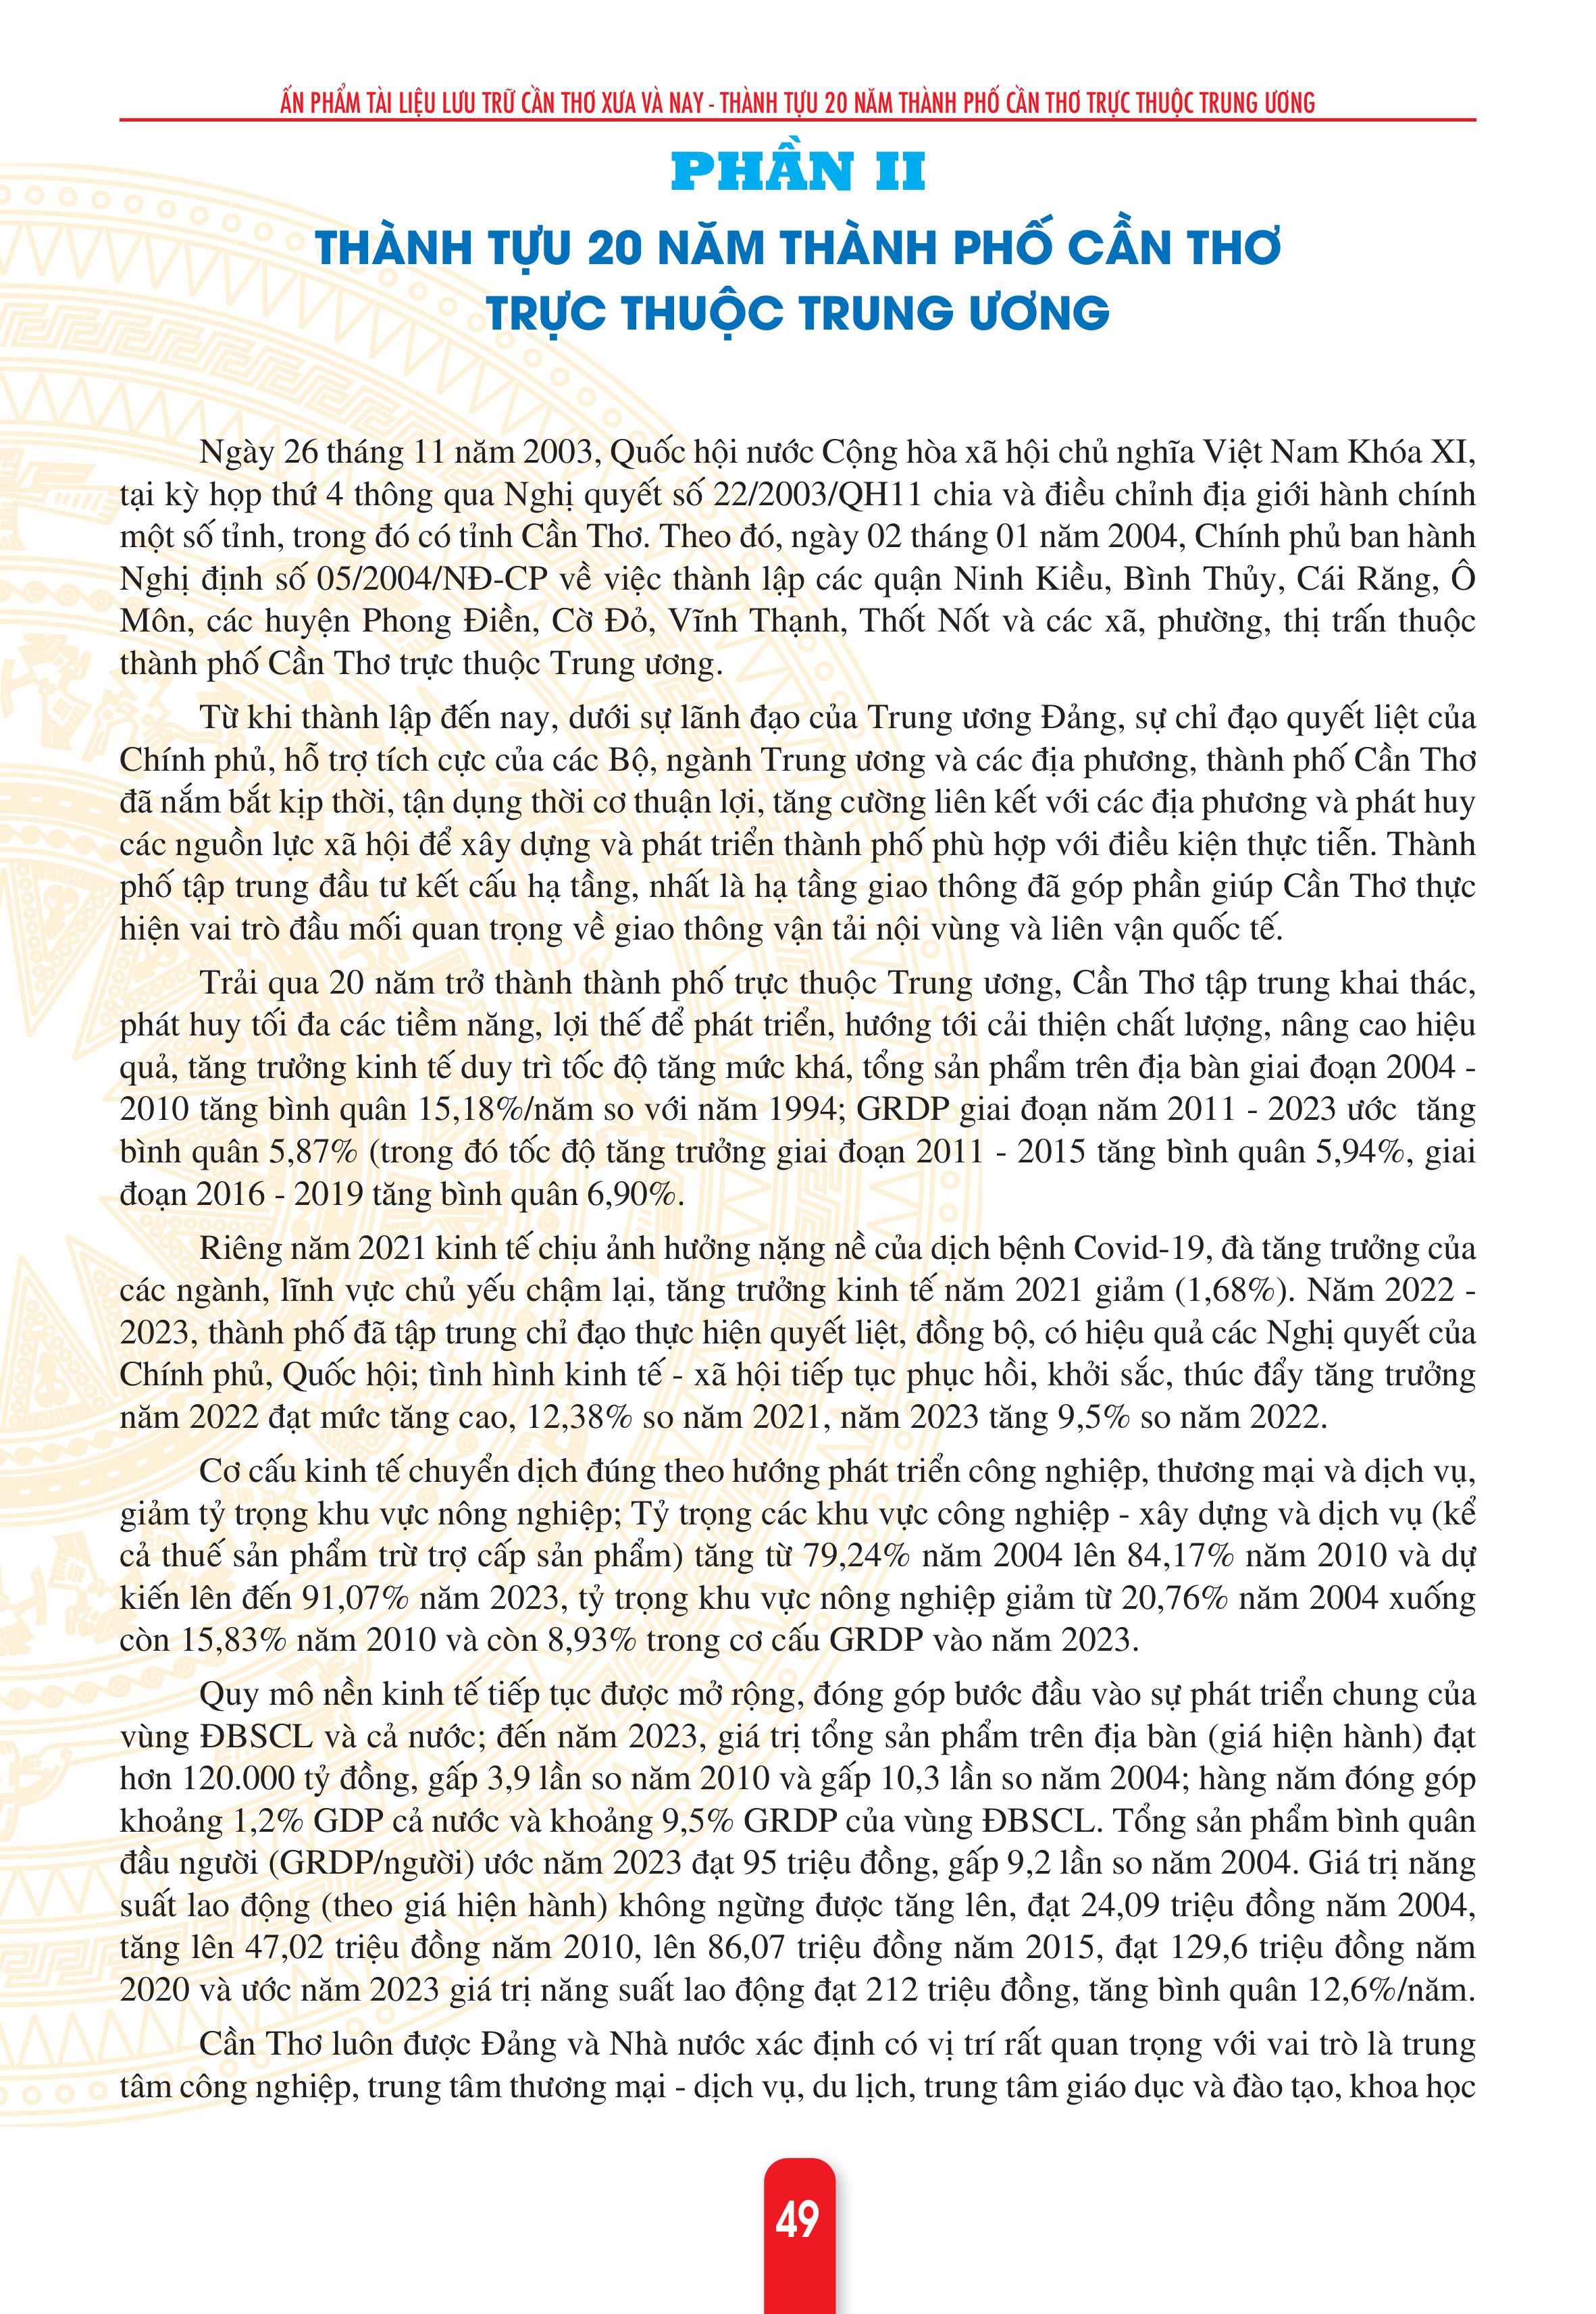 ẤN PHẨM TÀI LIỆU LƯU TRỮ CẦN THƠ XƯA VÀ NAY - THÀNH TỰU 20 NĂM THÀNH PHỐ CẦN THƠ TRỰC THUỘC TRUNG ƯƠNG
PHẦN II
THÀNH TỰU 20 NĂM THÀNH PHỐ CẦN THƠ
TRỰC THUỘC TRUNG ƯƠNG
Ngày 26 tháng 11 năm 2003, Quốc hội nước Cộng hòa xã hội chủ nghĩa Việt Nam Khóa XI,
tại kỳ họp thứ 4 thông qua Nghị quyết số 22/2003/QH11 chia và điều chỉnh địa giới hành chính
một số tỉnh, trong đó có tỉnh Cần Thơ. Theo đó, ngày 02 tháng 01 năm 2004, Chính phủ ban hành
Nghị định số 05/2004/NĐ-CP về việc thành lập các quận Ninh Kiều, Bình Thủy, Cái Răng, Ô
Môn, các huyện Phong Điền, Cờ Đỏ, Vĩnh Thạnh, Thốt Nốt và các xã, phường, thị trấn thuộc
thành phố Cần Thơ trực thuộc Trung ương.
Từ khi thành lập đến nay, dưới sự lãnh đạo của Trung ương Đảng, sự chỉ đạo quyết liệt của
Chính phủ, hỗ trợ tích cực của các Bộ, ngành Trung ương và các địa phương, thành phố Cần Thơ
đã nắm bắt kịp thời, tận dụng thời cơ thuận lợi, tăng cường liên kết với các địa phương và phát huy
các nguồn lực xã hội để xây dựng và phát triển thành phố phù hợp với điều kiện thực tiễn. Thành
phố tập trung đầu tư kết cấu hạ tầng, nhất là hạ tầng giao thông đã góp phần giúp Cần Thơ thực
hiện vai trò đầu mối quan trọng về giao thông vận tải nội vùng và liên vận quốc tế.
Trải qua 20 năm trở thành thành phố trực thuộc Trung ương, Cần Thơ tập trung khai thác,
phát huy tối đa các tiềm năng, lợi thế để phát triển, hướng tới cải thiện chất lượng, nâng cao hiệu
quả, tăng trưởng kinh tế duy trì tốc độ tăng mức khá, tổng sản phẩm trên địa bàn giai đoạn 2004 -
2010 tăng bình quân 15,18%/năm so với năm 1994; GRDP giai đoạn năm 2011 - 2023 ước  tăng
bình quân 5,87% (trong đó tốc độ tăng trưởng giai đoạn 2011 - 2015 tăng bình quân 5,94%, giai
đoạn 2016 - 2019 tăng bình quân 6,90%.
Riêng năm 2021 kinh tế chịu ảnh hưởng nặng nề của dịch bệnh Covid-19, đà tăng trưởng của
các ngành, lĩnh vực chủ yếu chậm lại, tăng trưởng kinh tế năm 2021 giảm (1,68%). Năm 2022 -
2023, thành phố đã tập trung chỉ đạo thực hiện quyết liệt, đồng bộ, có hiệu quả các Nghị quyết của
Chính phủ, Quốc hội; tình hình kinh tế - xã hội tiếp tục phục hồi, khởi sắc, thúc đẩy tăng trưởng
năm 2022 đạt mức tăng cao, 12,38% so năm 2021, năm 2023 tăng 9,5% so năm 2022.
Cơ cấu kinh tế chuyển dịch đúng theo hướng phát triển công nghiệp, thương mại và dịch vụ,
giảm tỷ trọng khu vực nông nghiệp; Tỷ trọng các khu vực công nghiệp - xây dựng và dịch vụ (kể
cả thuế sản phẩm trừ trợ cấp sản phẩm) tăng từ 79,24% năm 2004 lên 84,17% năm 2010 và dự
kiến lên đến 91,07% năm 2023, tỷ trọng khu vực nông nghiệp giảm từ 20,76% năm 2004 xuống
còn 15,83% năm 2010 và còn 8,93% trong cơ cấu GRDP vào năm 2023.
Quy mô nền kinh tế tiếp tục được mở rộng, đóng góp bước đầu vào sự phát triển chung của
vùng ĐBSCL và cả nước; đến năm 2023, giá trị tổng sản phẩm trên địa bàn (giá hiện hành) đạt
hơn 120.000 tỷ đồng, gấp 3,9 lần so năm 2010 và gấp 10,3 lần so năm 2004; hàng năm đóng góp
khoảng 1,2% GDP cả nước và khoảng 9,5% GRDP của vùng ĐBSCL. Tổng sản phẩm bình quân
đầu người (GRDP/người) ước năm 2023 đạt 95 triệu đồng, gấp 9,2 lần so năm 2004. Giá trị năng
suất lao động (theo giá hiện hành) không ngừng được tăng lên, đạt 24,09 triệu đồng năm 2004,
tăng lên 47,02 triệu đồng năm 2010, lên 86,07 triệu đồng năm 2015, đạt 129,6 triệu đồng năm
2020 và ước năm 2023 giá trị năng suất lao động đạt 212 triệu đồng, tăng bình quân 12,6%/năm.
Cần Thơ luôn được Đảng và Nhà nước xác định có vị trí rất quan trọng với vai trò là trung
tâm công nghiệp, trung tâm thương mại - dịch vụ, du lịch, trung tâm giáo dục và đào tạo, khoa học
49